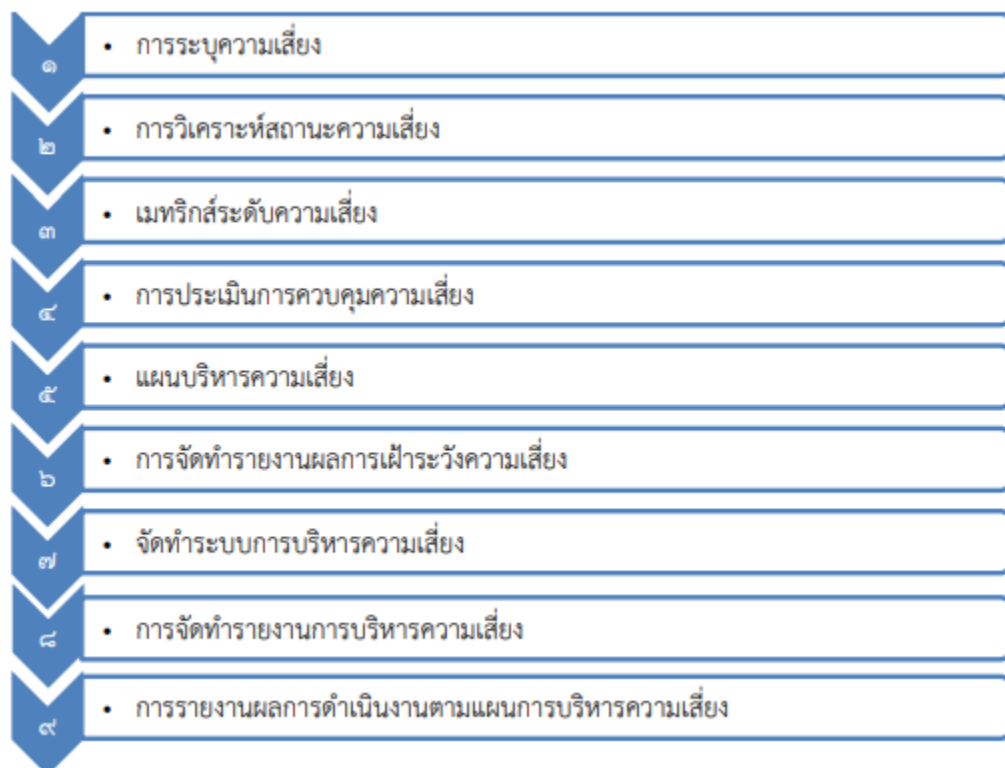 ๑
• การระบุความเสี่ยง
๒
• การวิเคราะห์สถานะความเสี่ยง
๓
• เมทริกส์ระดับความเสี่ยง
๔
• การประเมินการควบคุมความเสี่ยง
๕
• แผนบริหารความเสี่ยง
๖
• การจัดทำรายงานผลการเฝ้าระวังความเสี่ยง
๗
• จัดทำระบบการบริหารความเสี่ยง
๘
• การจัดทำรายงานการบริหารความเสี่ยง
๙
• การรายงานผลการดำเนินงานตามแผนการบริหารความเสี่ยง